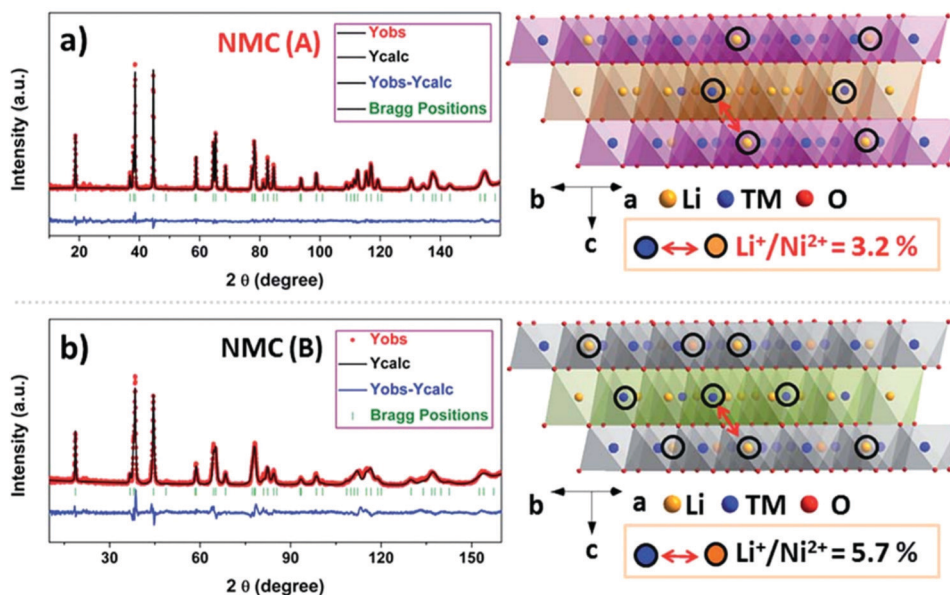 a)
NMC (A)
Yobs
Ycalc
Yobs-Ycalc
Bragg Positions
Intensity (a.u.)
20 40 60 80 100 120 140
2 θ (degree)
b a
c
Li TM O
Li⁺/Ni²⁺ = 3.2 %
b)
NMC (B)
Yobs
Ycalc
Yobs-Ycalc
Bragg Positions
Intensity (a.u.)
30 60 90 120 150
2 θ (degree)
b a
c
Li TM O
Li⁺/Ni²⁺ = 5.7 %